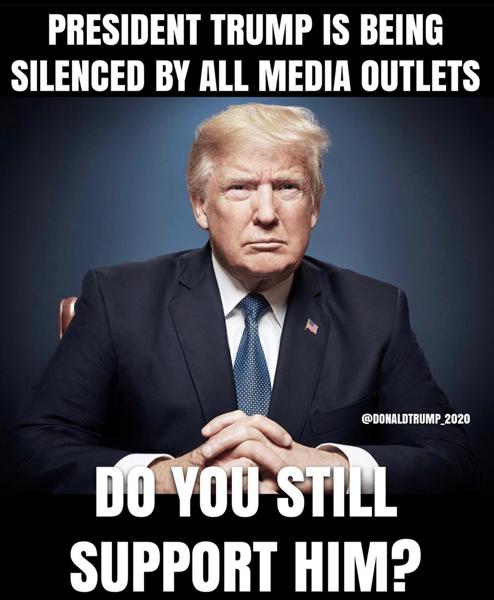 PRESIDENT TRUMP IS BEING
SILENCED BY ALL MEDIA OUTLETS
@DONALDTRUMP_2020
DO YOU STILL
SUPPORT HIM?